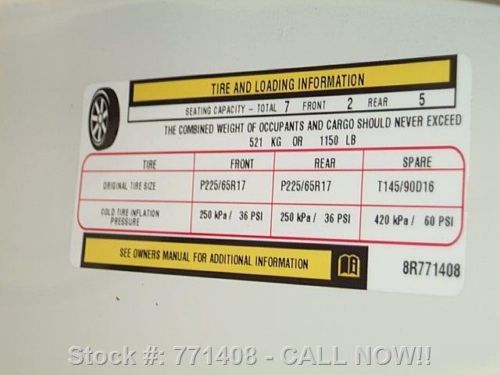 TIRE AND LOADING INFORMATION
SEATING CAPACITY - TOTAL 7 FRONT 2 REAR 5
THE COMBINED WEIGHT OF OCCUPANTS AND CARGO SHOULD NEVER EXCEED
521 KG OR 1150 LB
TIRE FRONT REAR SPARE
ORIGINAL TIRE SIZE P225/65R17 P225/65R17 T145/90D16
COLD TIRE INFLATION PRESSURE 250 kPa / 36 PSI 250 kPa / 36 PSI 420 kPa / 60 PSI
SEE OWNERS MANUAL FOR ADDITIONAL INFORMATION 8R771408
Stock #: 771408 - CALL NOW!!